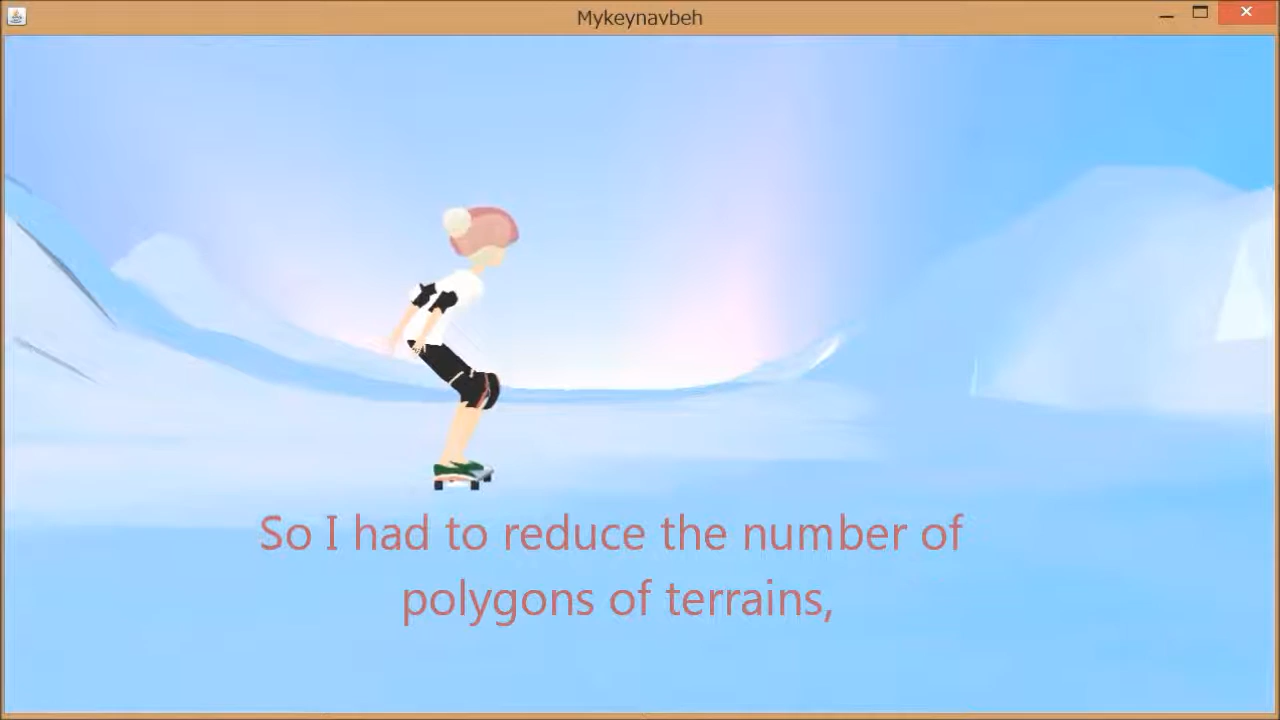 Mykeynavbeh
So I had to reduce the number of
polygons of terrains,